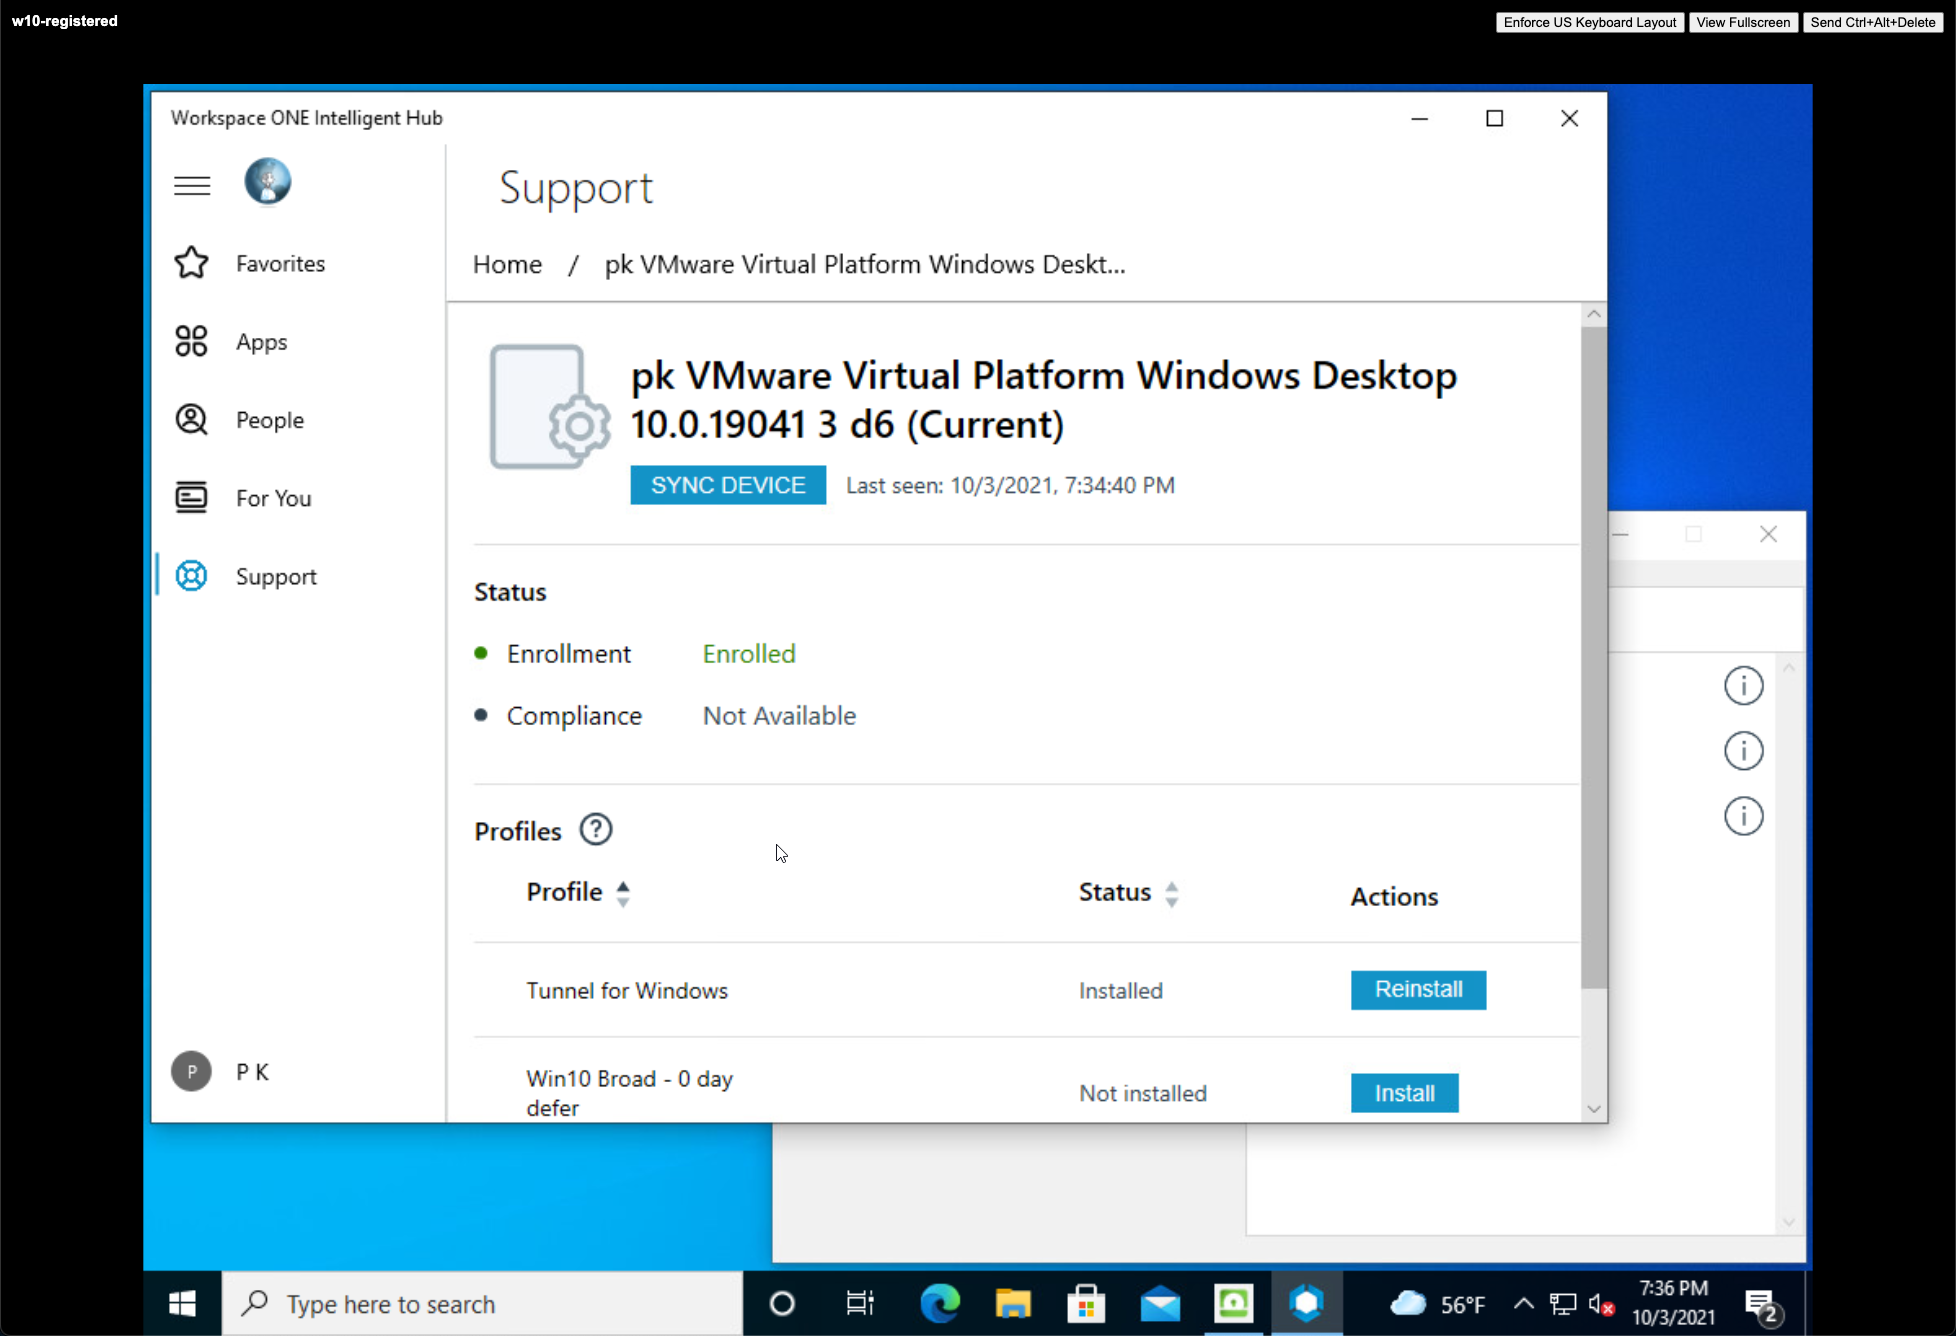 w10-registered
Enforce US Keyboard Layout
View Fullscreen
Send Ctrl+Alt+Delete
Workspace ONE Intelligent Hub
Favorites
Apps
People
For You
Support
P
P K
Support
Home / pk VMware Virtual Platform Windows Deskt...
pk VMware Virtual Platform Windows Desktop
10.0.19041 3 d6 (Current)
SYNC DEVICE
Last seen: 10/3/2021, 7:34:40 PM
Status
Enrollment Enrolled
Compliance Not Available
Profiles ?
Profile Status Actions
Tunnel for Windows Installed Reinstall
Win10 Broad - 0 day
defer
Not installed
Install
i
i
i
Type here to search
56°F
7:36 PM
10/3/2021
2